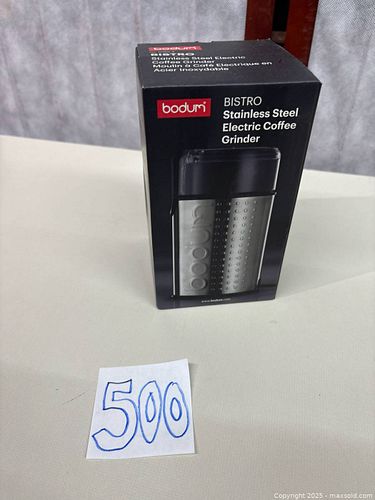 bodum
BISTRO
Stainless Steel Electric
Coffee Grinder
Moulin à Café Électrique en
Acier Inoxydable
bodum
BISTRO
Stainless Steel
Electric Coffee
Grinder
bodum
www.bodum.com
500
Copyright 2025 - maxsold.com